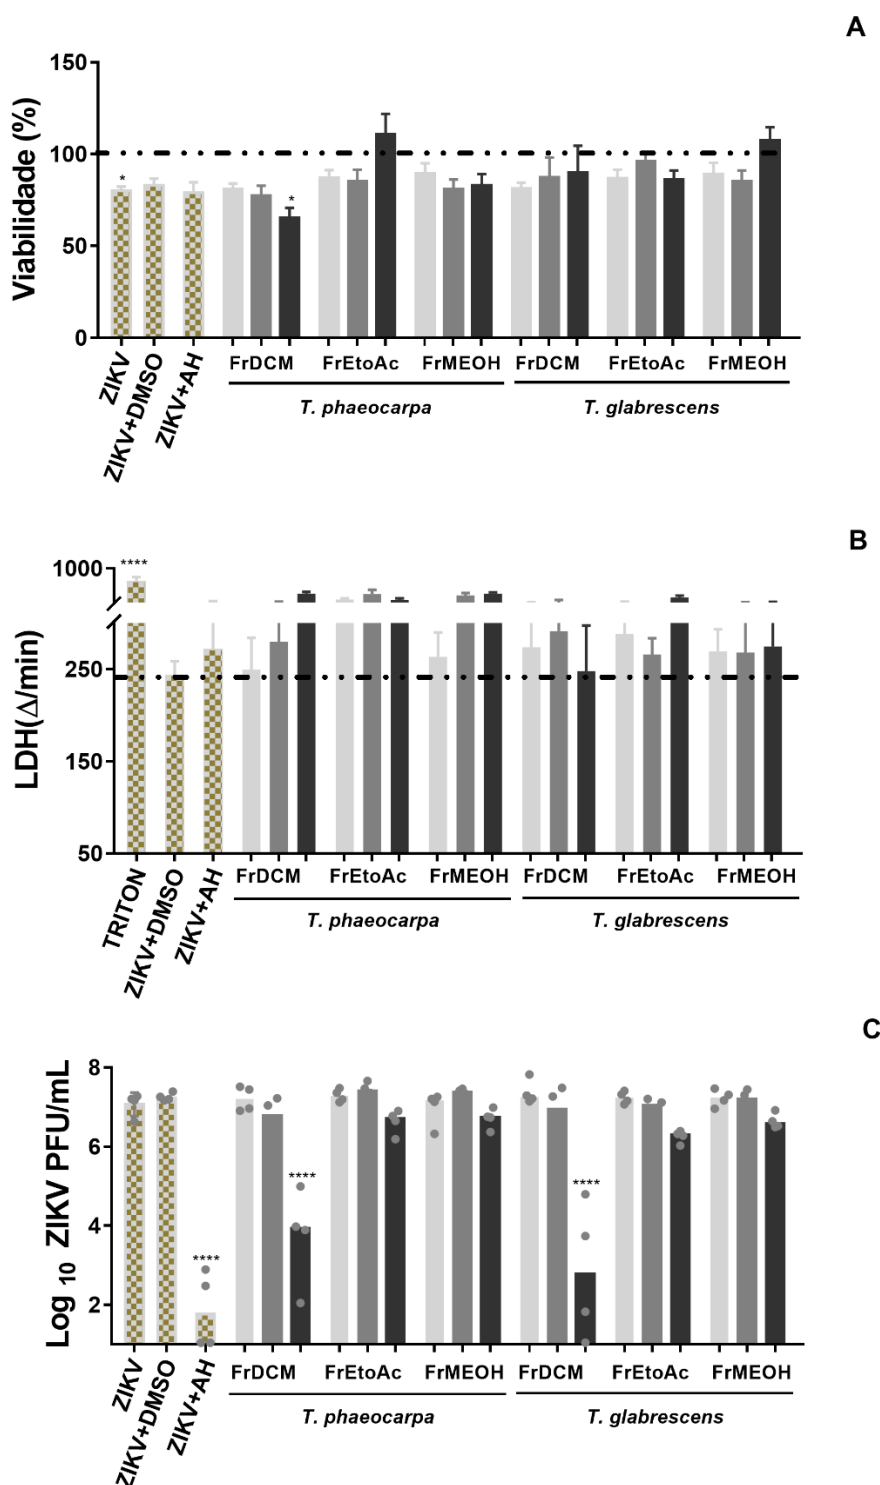 A
Viabilidade (%)
150
100
50
0
*
*
ZIKV
ZIKV+DMSO
ZIKV+AH
FrDCM FrEtoAc FrMEOH FrDCM FrEtoAc FrMEOH
T. phaeocarpa T. glabrescens
B
LDH(Δ/min)
1000
250
150
50
****
TRITON
ZIKV+DMSO
ZIKV+AH
FrDCM FrEtoAc FrMEOH FrDCM FrEtoAc FrMEOH
T. phaeocarpa T. glabrescens
C
Log 10 ZIKV PFU/mL
8
6
4
2
****
****
****
ZIKV
ZIKV+DMSO
ZIKV+AH
FrDCM FrEtoAc FrMEOH FrDCM FrEtoAc FrMEOH
T. phaeocarpa T. glabrescens